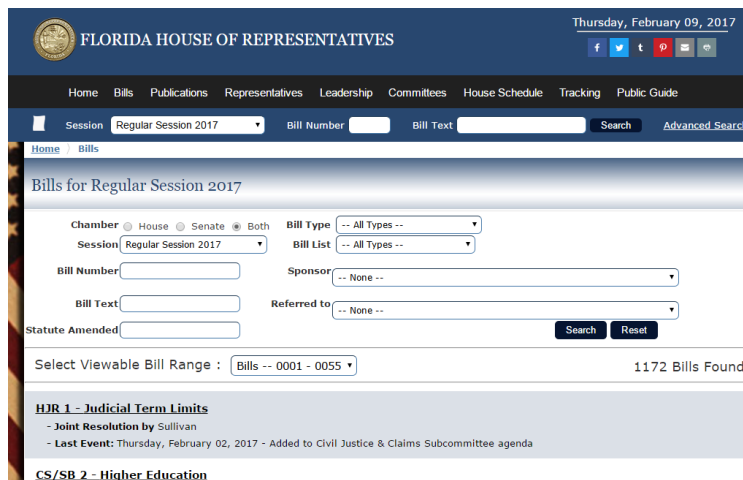 Thursday, February 09, 2017
FLORIDA HOUSE OF REPRESENTATIVES
Home Bills Publications Representatives Leadership Committees House Schedule Tracking Public Guide
Session Regular Session 2017 Bill Number Bill Text Search Advanced Search
Home Bills
Bills for Regular Session 2017
Chamber House Senate Both Bill Type -- All Types --
Session Regular Session 2017 Bill List -- All Types --
Bill Number Sponsor -- None --
Bill Text Referred to -- None --
Statute Amended Search Reset
Select Viewable Bill Range : Bills -- 0001 - 0055 1172 Bills Found
HJR 1 - Judicial Term Limits
- Joint Resolution by Sullivan
- Last Event: Thursday, February 02, 2017 - Added to Civil Justice & Claims Subcommittee agenda
CS/SB 2 - Higher Education